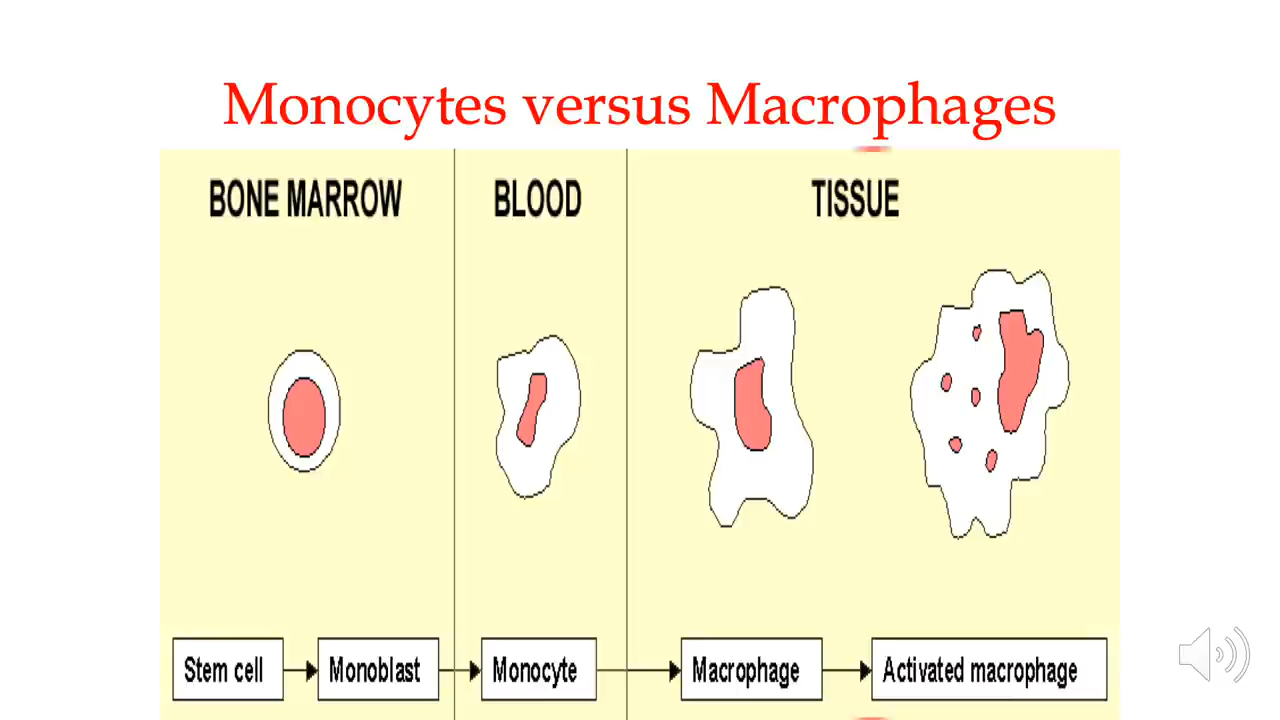 Monocytes versus Macrophages
BONE MARROW
BLOOD
TISSUE
Stem cell
Monoblast
Monocyte
Macrophage
Activated macrophage